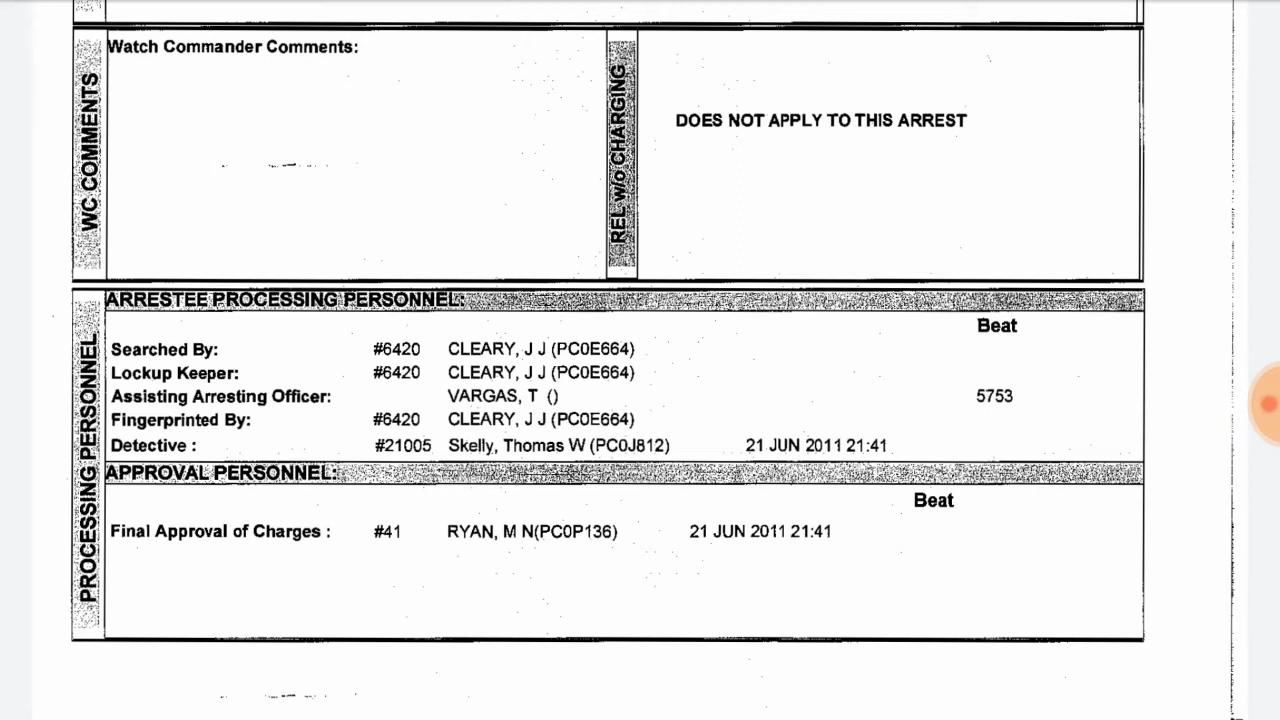 WC COMMENTS
Watch Commander Comments:
REL w/o CHARGING
DOES NOT APPLY TO THIS ARREST
PROCESSING PERSONNEL
ARRESTEE PROCESSING PERSONNEL:
Beat
Searched By: #6420 CLEARY, J J (PC0E664)
Lockup Keeper: #6420 CLEARY, J J (PC0E664)
Assisting Arresting Officer: VARGAS, T () 5753
Fingerprinted By: #6420 CLEARY, J J (PC0E664)
Detective : #21005 Skelly, Thomas W (PC0J812) 21 JUN 2011 21:41
APPROVAL PERSONNEL:
Beat
Final Approval of Charges : #41 RYAN, M N(PC0P136) 21 JUN 2011 21:41